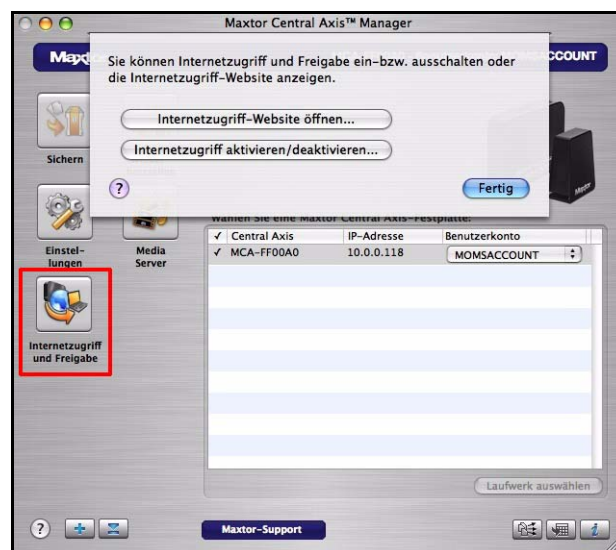 Maxtor Central Axis™ Manager
Sie können Internetzugriff und Freigabe ein-bzw. ausschalten oder
die Internetzugriff-Website anzeigen.
Internetzugriff-Website öffnen...
Internetzugriff aktivieren/deaktivieren...
?
Fertig
Sichern
Einstel-
lungen
Media
Server
Internetzugriff
und Freigabe
Wählen Sie eine Maxtor Central Axis-Festplatte:
✓ Central Axis IP-Adresse Benutzerkonto
✓ MCA-FF00A0 10.0.0.118 MOMSACCOUNT
Laufwerk auswählen
?
Maxtor-Support
i